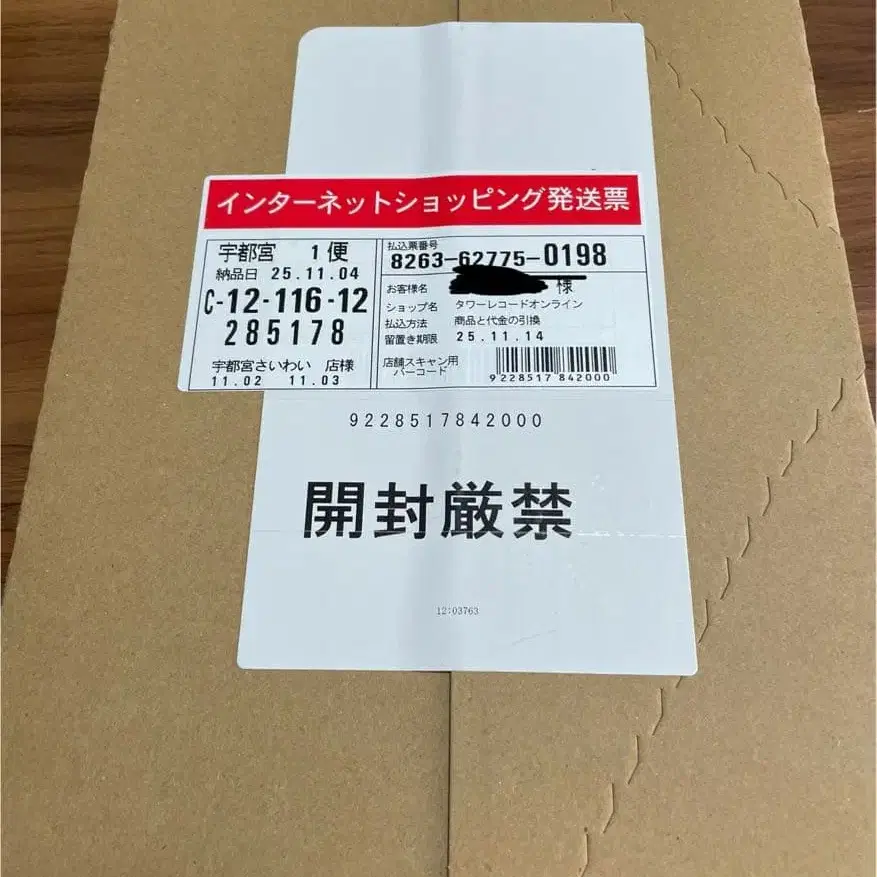 インターネットショッピング発送票
宇都宮 1便
納品日 25.11.04
C-12-116-12
285178
宇都宮さいわい 店様
11.02 11.03
払込票番号
8263-62775-0198
お客様名 様
ショップ名 タワーレコードオンライン
払込方法 商品と代金の引換
留置き期限 25.11.14
店舗スキャン用
バーコード
9228517 842000
9228517842000
開封厳禁
12:03763